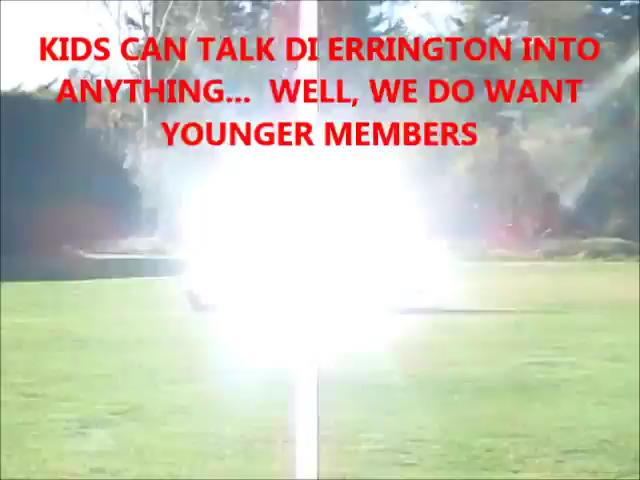 KIDS CAN TALK DI ERRINGTON INTO
ANYTHING... WELL, WE DO WANT
YOUNGER MEMBERS